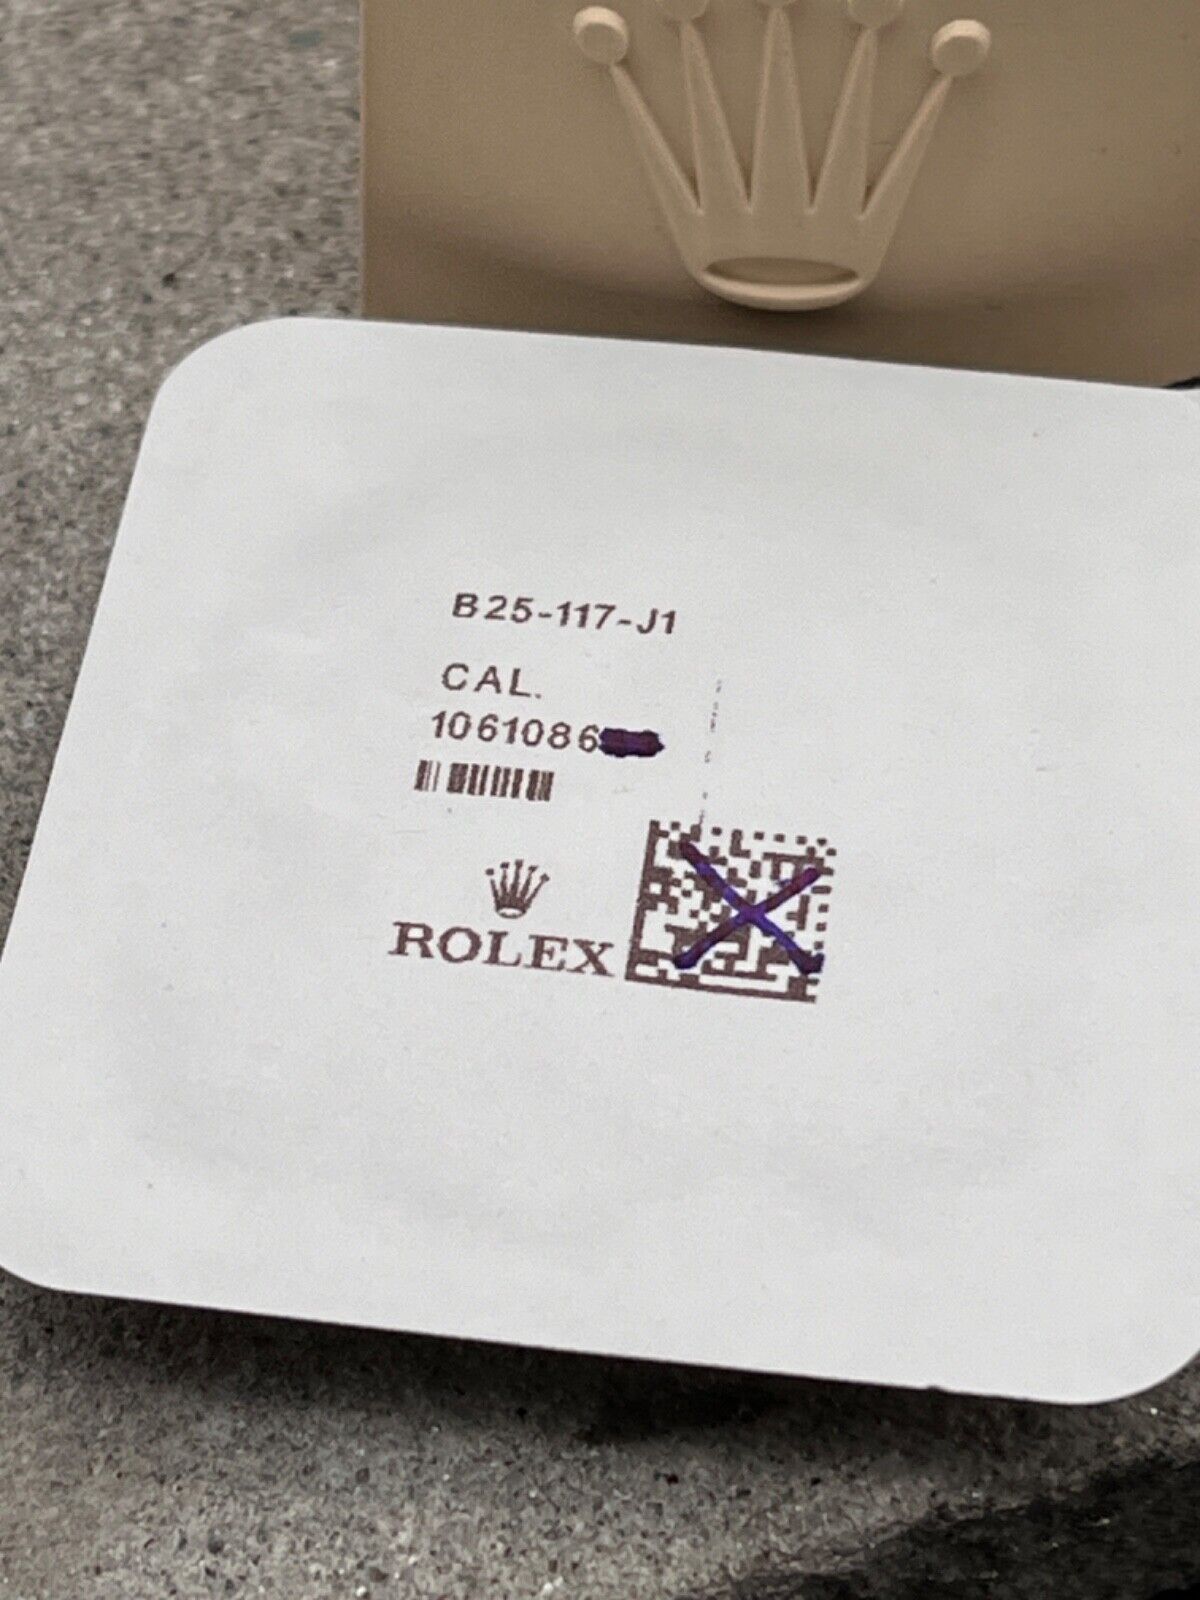 B25-117-J1
CAL.
1061086
ROLEX